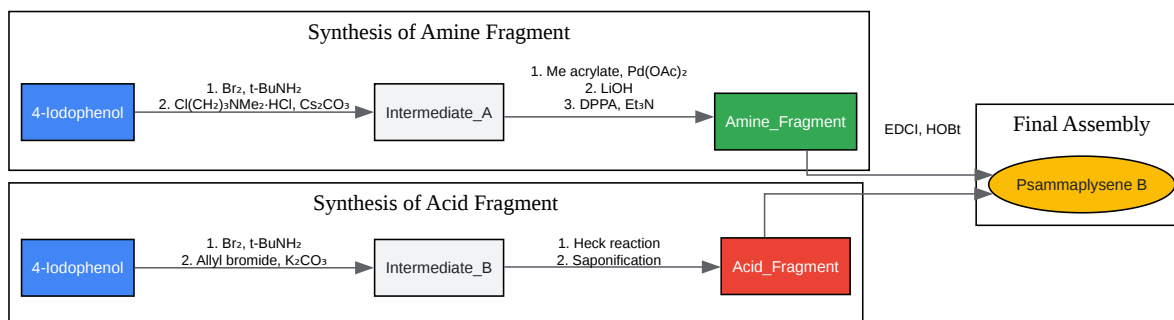 Synthesis of Amine Fragment
4-Iodophenol
1. Br₂, t-BuNH₂
2. Cl(CH₂)₃NMe₂·HCl, Cs₂CO₃
Intermediate_A
1. Me acrylate, Pd(OAc)₂
2. LiOH
3. DPPA, Et₃N
Amine_Fragment
EDCI, HOBt
Final Assembly
Psammaplysene B
Synthesis of Acid Fragment
4-Iodophenol
1. Br₂, t-BuNH₂
2. Allyl bromide, K₂CO₃
Intermediate_B
1. Heck reaction
2. Saponification
Acid_Fragment